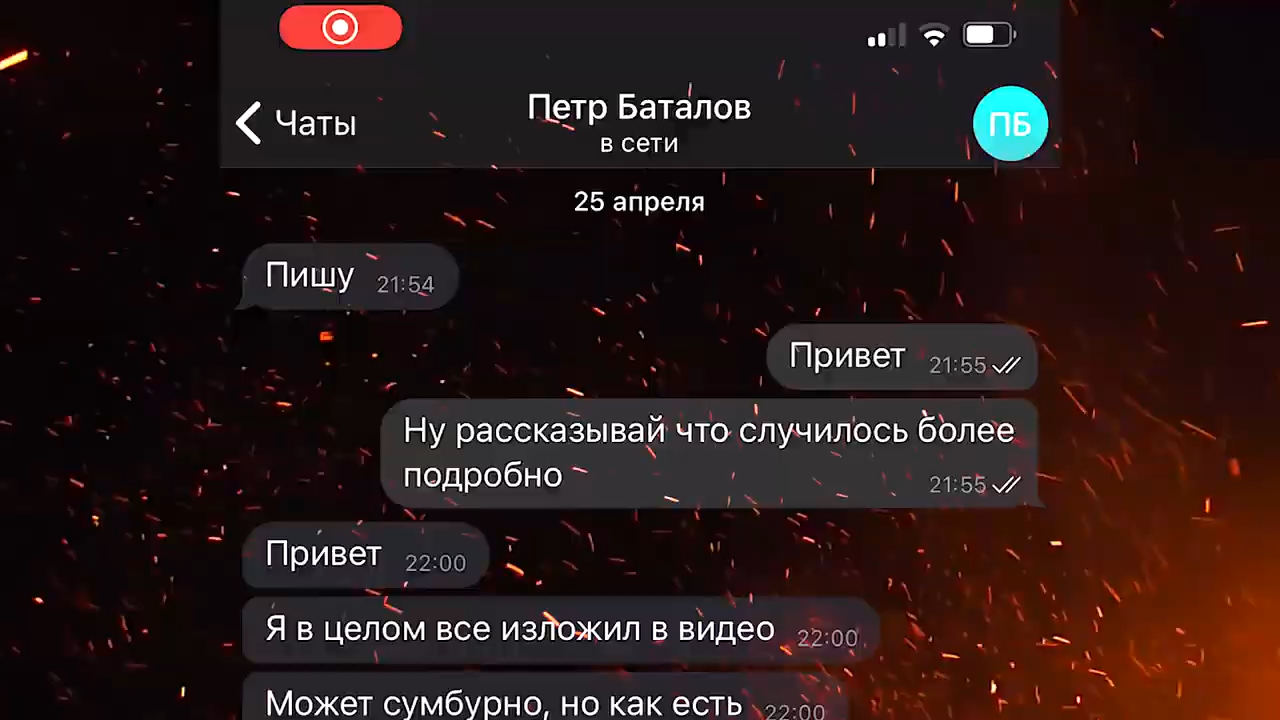 Чаты
Петр Баталов
в сети
ПБ
25 апреля
Пишу 21:54
Привет 21:55
Ну рассказывай что случилось более
подробно 21:55
Привет 22:00
Я в целом все изложил в видео 22:00
Может сумбурно, но как есть 22:00